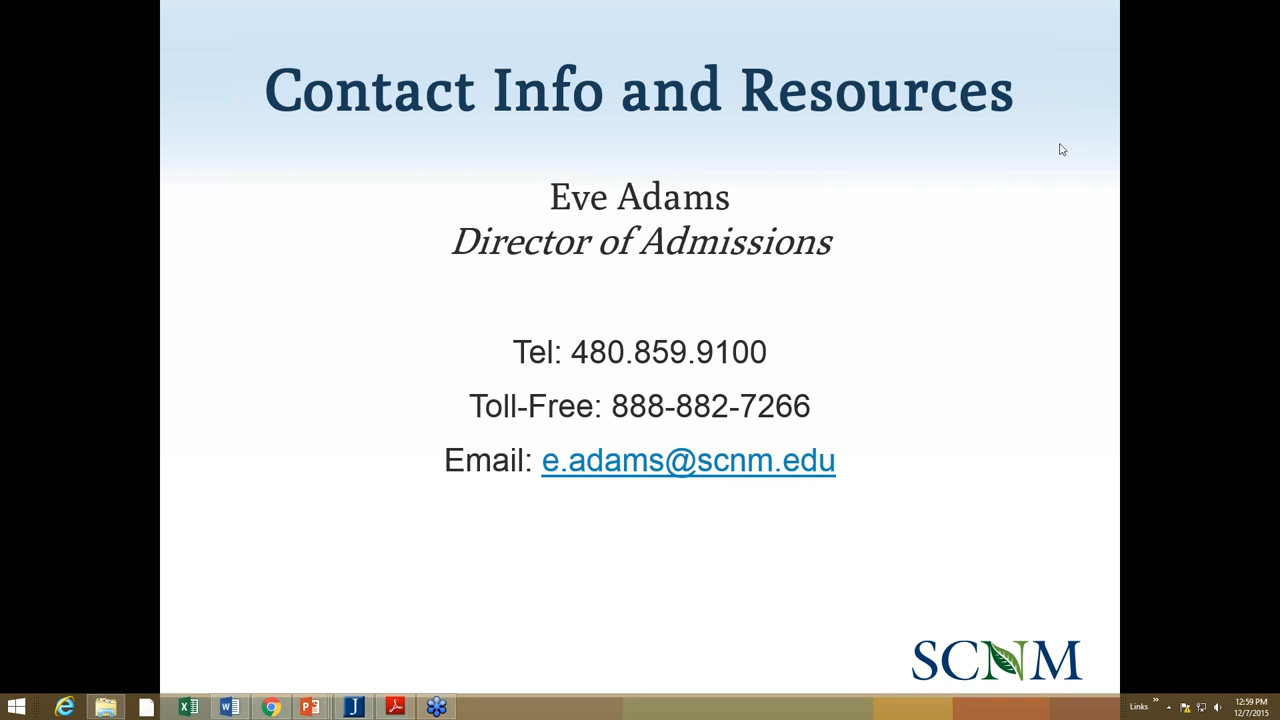 Contact Info and Resources
Eve Adams
Director of Admissions
Tel: 480.859.9100
Toll-Free: 888-882-7266
Email: e.adams@scnm.edu
SCNM
Links
12:59 PM
12/7/2015